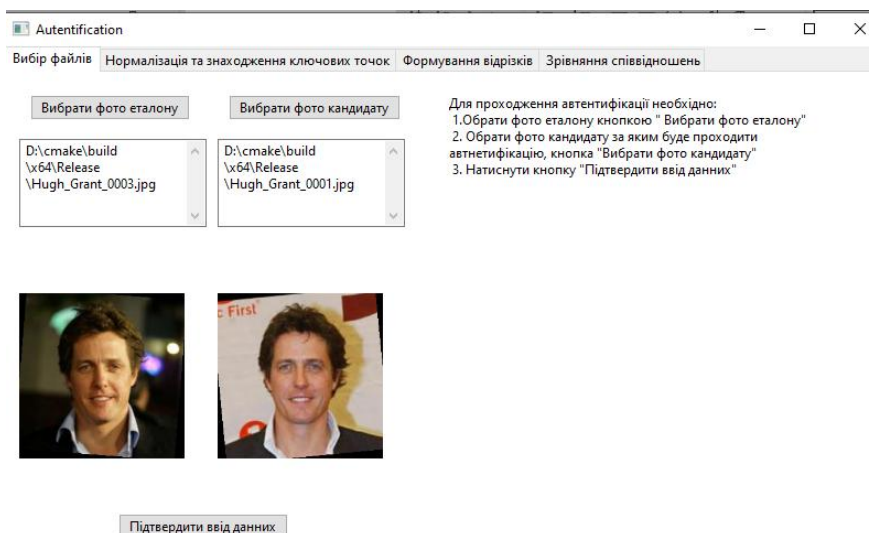 Autentification
Вибір файлів Нормалізація та знаходження ключових точок Формування відрізків Зрівняння співвідношень
Вибрати фото еталону Вибрати фото кандидату
D:\cmake\build
\x64\Release
\Hugh_Grant_0003.jpg
D:\cmake\build
\x64\Release
\Hugh_Grant_0001.jpg
Для проходження автентифікації необхідно:
1.Обрати фото еталону кнопкою " Вибрати фото еталону"
2. Обрати фото кандидату за яким буде проходити
автнетифікацію, кнопка "Вибрати фото кандидату"
3. Натиснути кнопку "Підтвердити ввід данних"
c First
Підтвердити ввід данних